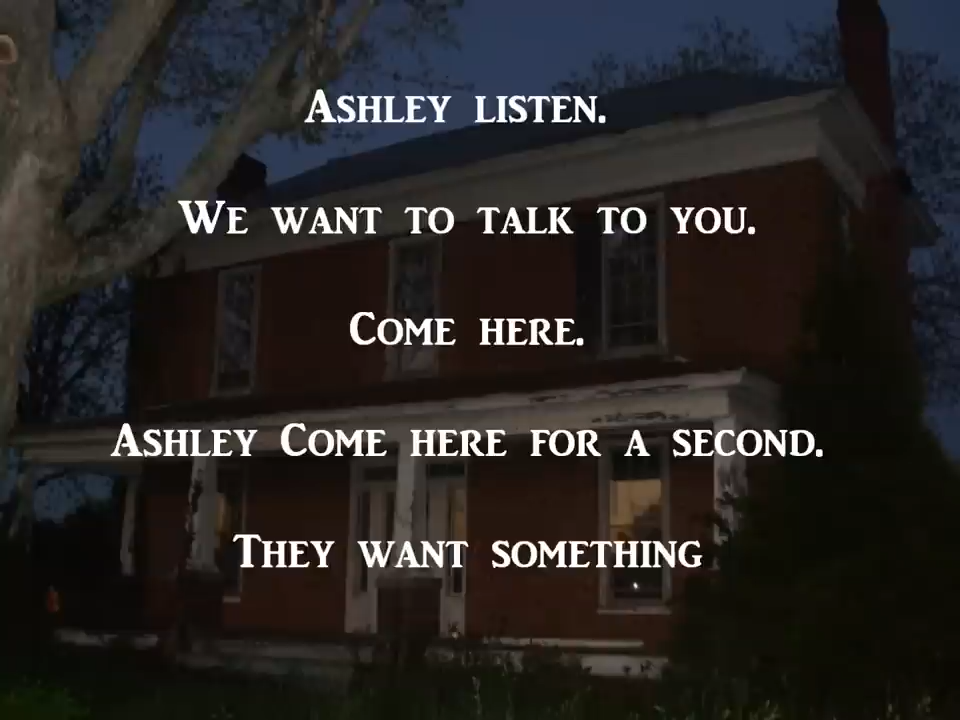 Ashley listen.
We want to talk to you.
Come here.
Ashley Come here for a second.
They want something